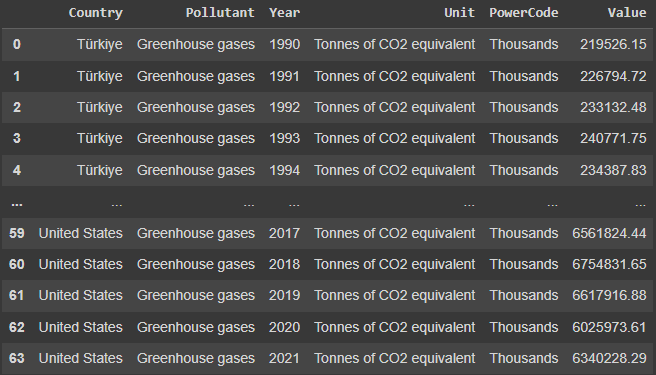 Country Pollutant Year Unit PowerCode Value
0 Türkiye Greenhouse gases 1990 Tonnes of CO2 equivalent Thousands 219526.15
1 Türkiye Greenhouse gases 1991 Tonnes of CO2 equivalent Thousands 226794.72
2 Türkiye Greenhouse gases 1992 Tonnes of CO2 equivalent Thousands 233132.48
3 Türkiye Greenhouse gases 1993 Tonnes of CO2 equivalent Thousands 240771.75
4 Türkiye Greenhouse gases 1994 Tonnes of CO2 equivalent Thousands 234387.83
... ... ... ... ... ... ...
59 United States Greenhouse gases 2017 Tonnes of CO2 equivalent Thousands 6561824.44
60 United States Greenhouse gases 2018 Tonnes of CO2 equivalent Thousands 6754831.65
61 United States Greenhouse gases 2019 Tonnes of CO2 equivalent Thousands 6617916.88
62 United States Greenhouse gases 2020 Tonnes of CO2 equivalent Thousands 6025973.61
63 United States Greenhouse gases 2021 Tonnes of CO2 equivalent Thousands 6340228.29